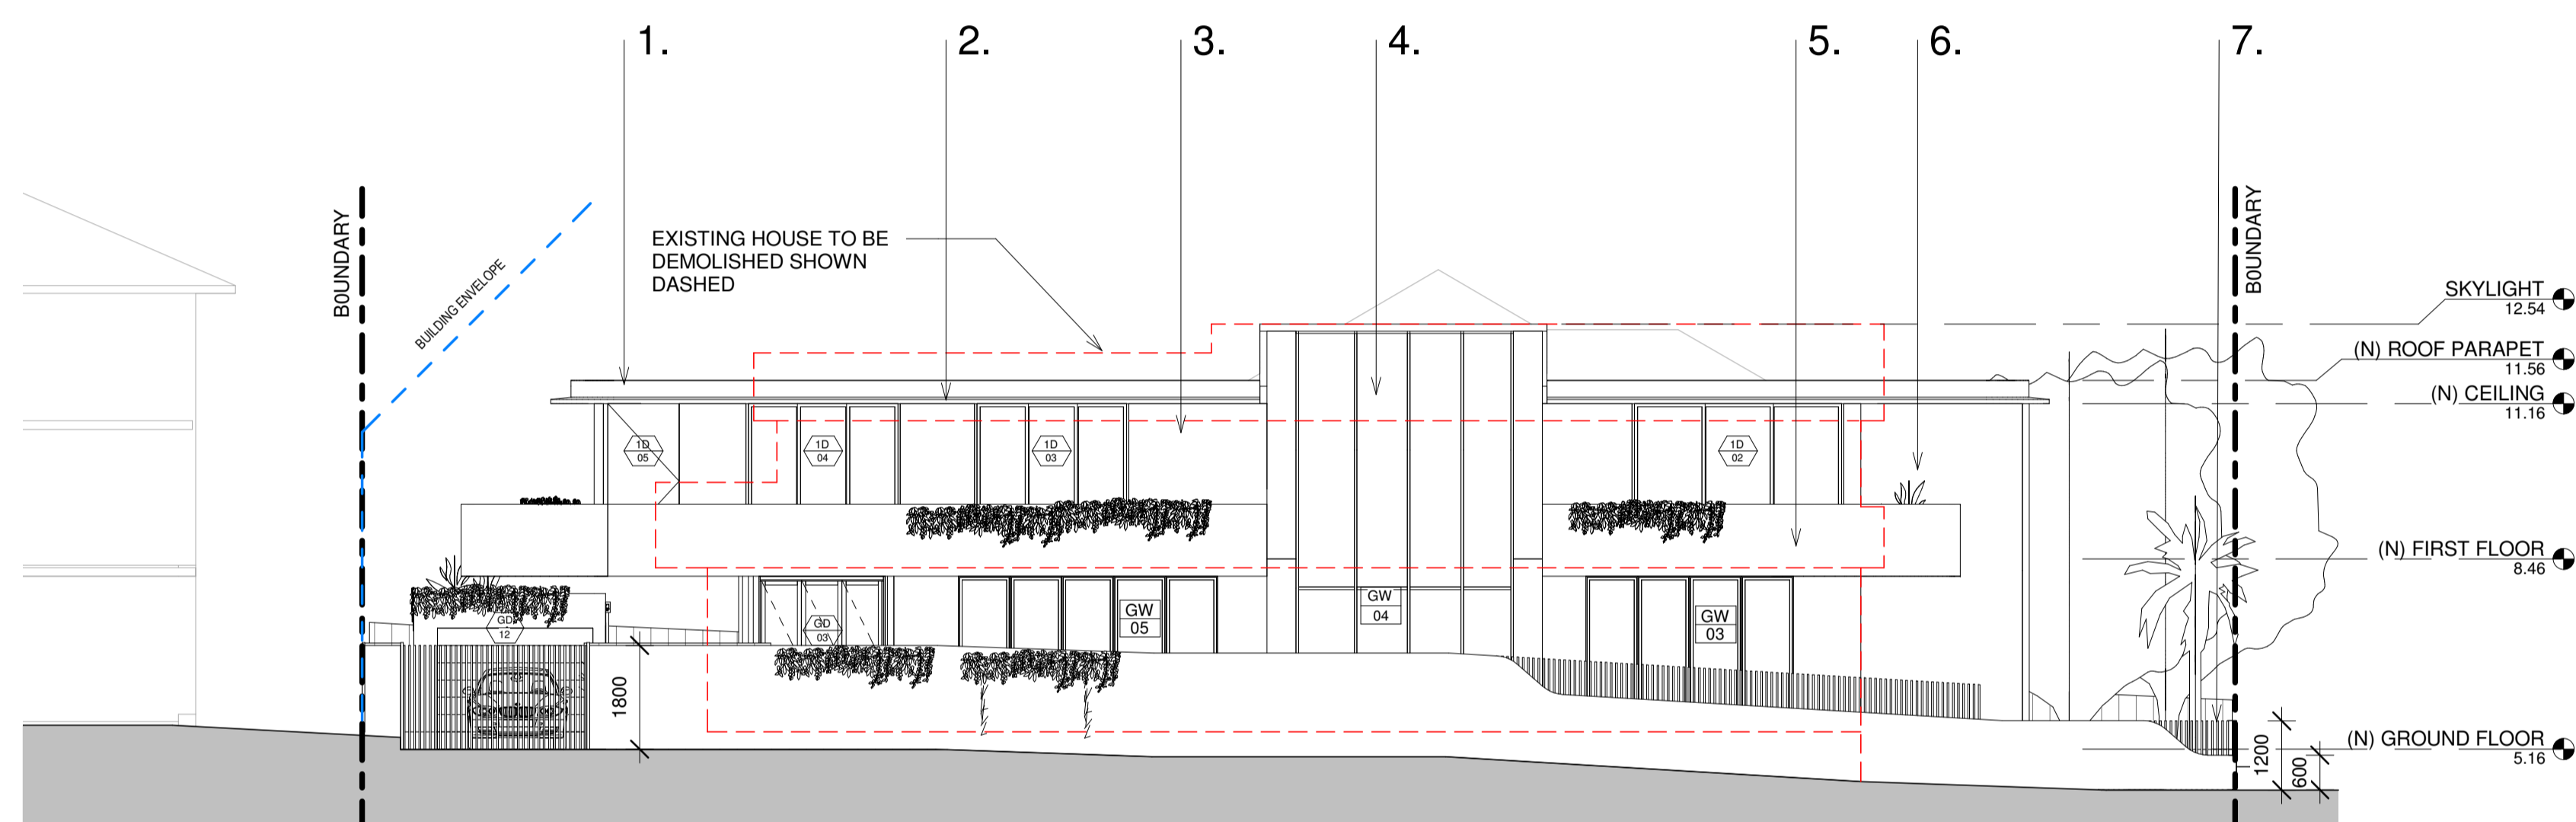 1.
2.
3.
4.
5.
6.
7.
B0UNDARY
BUILDING ENVELOPE
EXISTING HOUSE TO BE
DEMOLISHED SHOWN
DASHED
B0UNDARY
SKYLIGHT
12.54
(N) ROOF PARAPET
11.56
(N) CEILING
11.16
(N) FIRST FLOOR
8.46
(N) GROUND FLOOR
5.16
1D
05
1D
04
1D
03
1D
02
GD
12
GD
03
GW
05
GW
04
GW
03
1800
1200
600